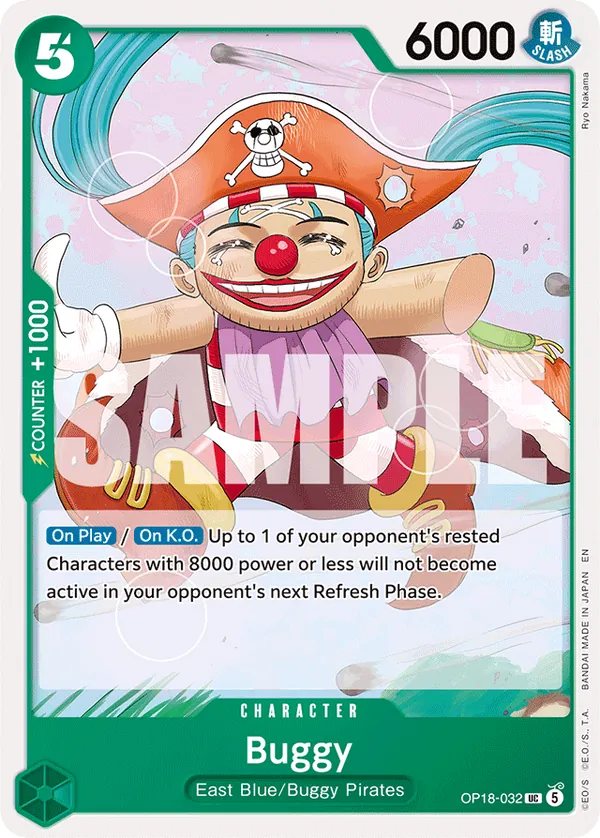 5
6000
斬
SLASH
Ryo Nakama
COUNTER +1000
SAMPLE
On Play / On K.O. Up to 1 of your opponent's rested
Characters with 8000 power or less will not become
active in your opponent's next Refresh Phase.
CHARACTER
Buggy
East Blue/Buggy Pirates
OP18-032 UC 5
©EO/S ©E.O./S., T.A. BANDAI MADE IN JAPAN EN